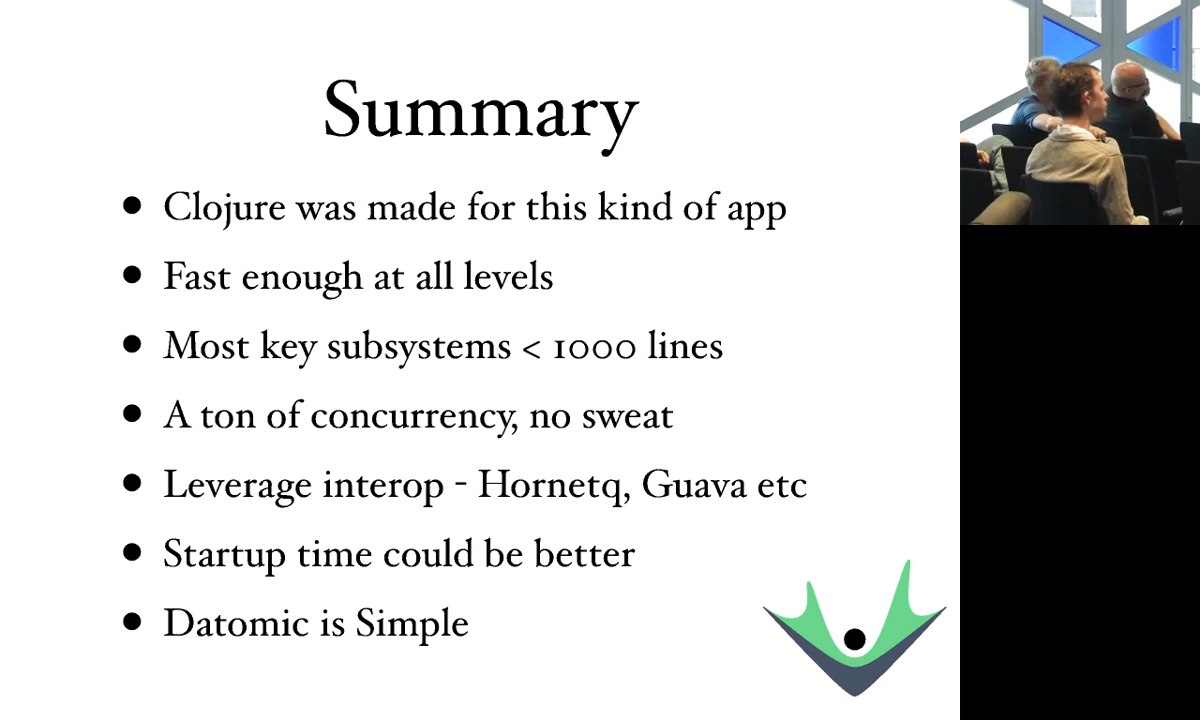 Summary
• Clojure was made for this kind of app
• Fast enough at all levels
• Most key subsystems < 1000 lines
• A ton of concurrency, no sweat
• Leverage interop - Hornetq, Guava etc
• Startup time could be better
• Datomic is Simple